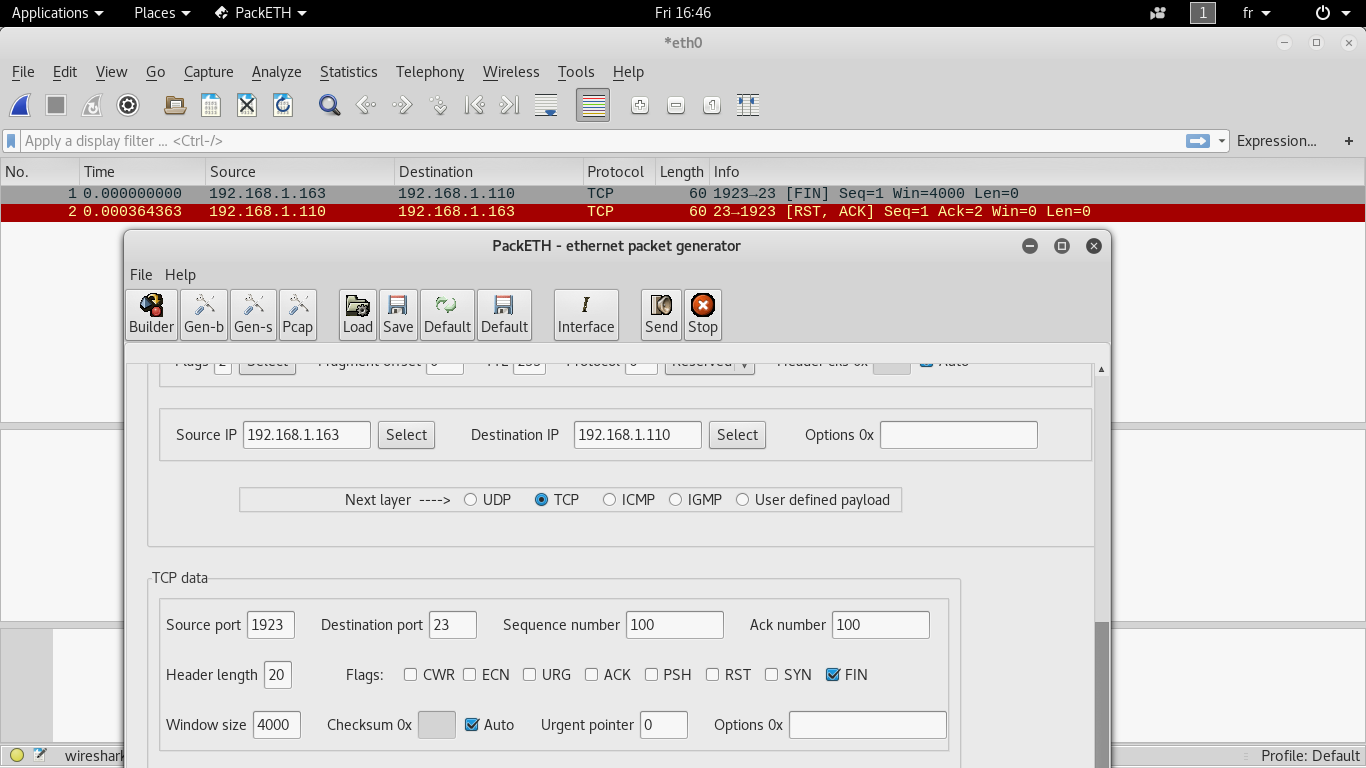 Applications Places PackETH Fri 16:46 1 fr
*eth0
File Edit View Go Capture Analyze Statistics Telephony Wireless Tools Help
Apply a display filter ... <Ctrl-/> Expression... +
No. Time Source Destination Protocol Length Info
1 0.000000000 192.168.1.163 192.168.1.110 TCP 60 1923→23 [FIN] Seq=1 Win=4000 Len=0
2 0.000364363 192.168.1.110 192.168.1.163 TCP 60 23→1923 [RST, ACK] Seq=1 Ack=2 Win=0 Len=0
PackETH - ethernet packet generator
File Help
Builder Gen-b Gen-s Pcap Load Save Default Default Interface Send Stop
Flags 2 Select Fragment offset 0 TTL 255 Protocol 6 Reserved Header cks 0x Auto
Source IP 192.168.1.163 Select Destination IP 192.168.1.110 Select Options 0x
Next layer ----> UDP TCP ICMP IGMP User defined payload
TCP data
Source port 1923 Destination port 23 Sequence number 100 Ack number 100
Header length 20 Flags: CWR ECN URG ACK PSH RST SYN FIN
Window size 4000 Checksum 0x Auto Urgent pointer 0 Options 0x
wireshark Profile: Default